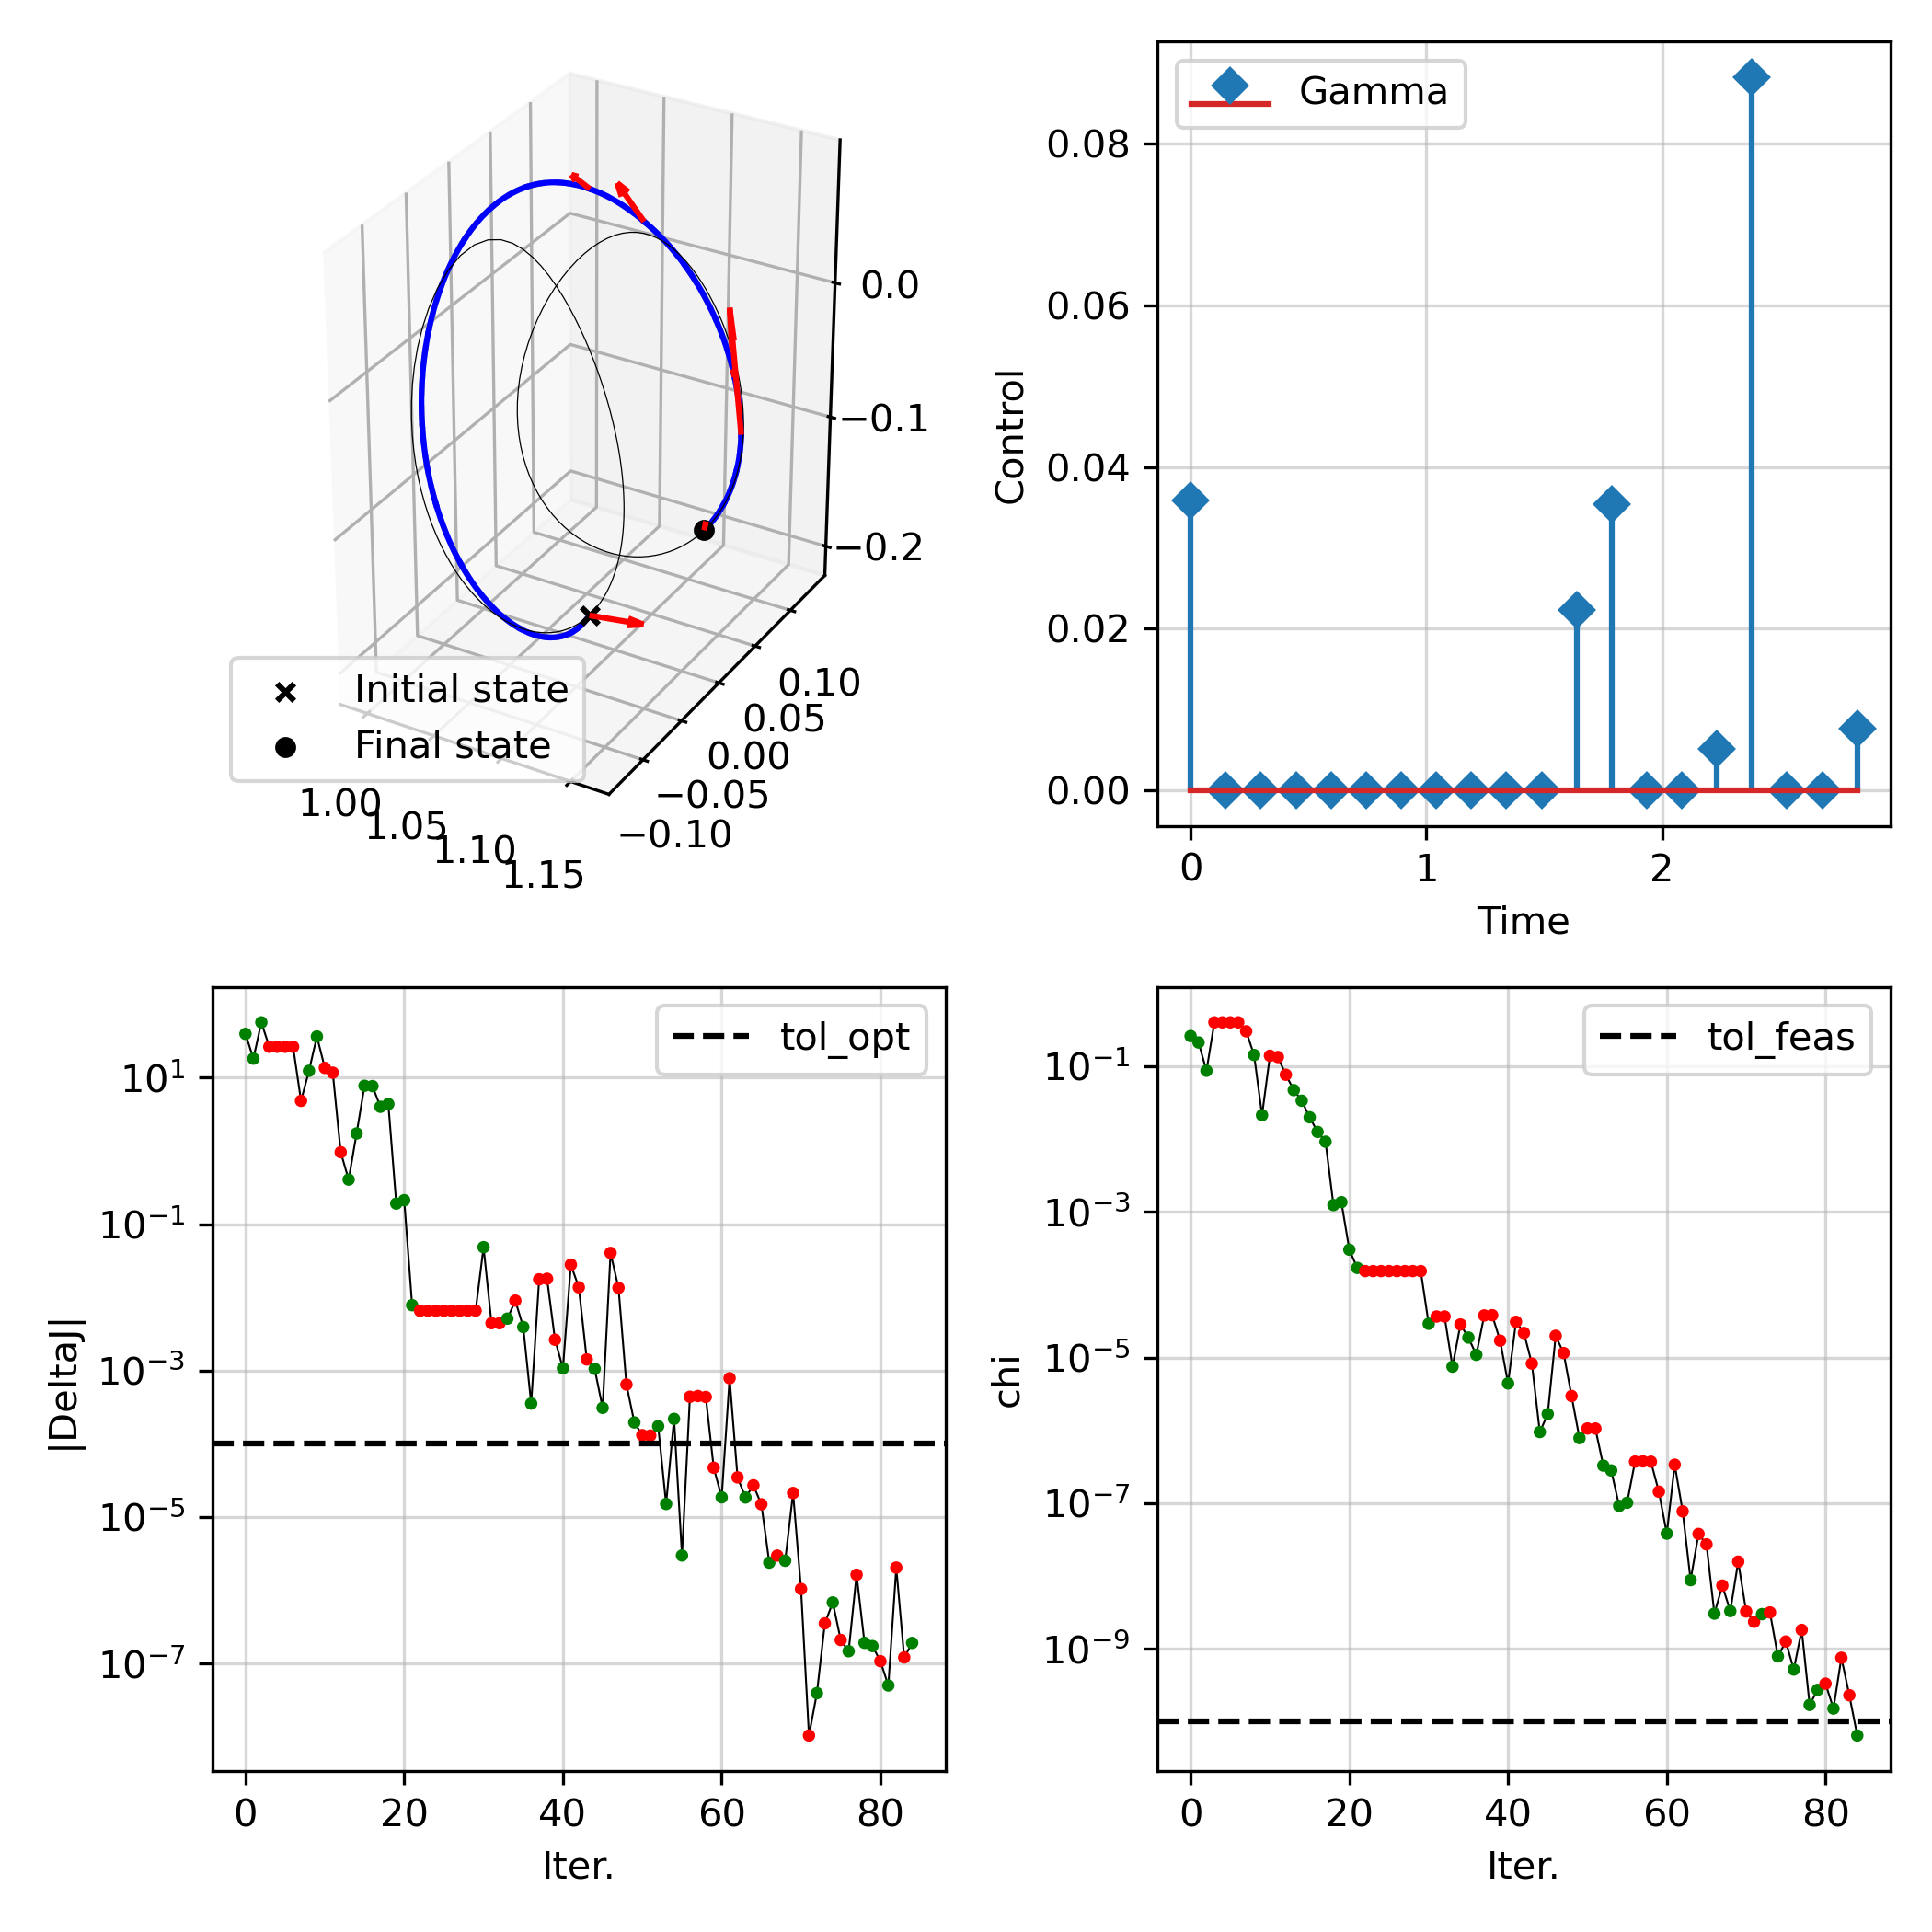 0.0
−0.1
−0.2
0.10
0.05
0.00
−0.05
−0.10
1.00
1.05
1.10
1.15
Initial state
Final state
Gamma
Control
0.08
0.06
0.04
0.02
0.00
0 1 2
Time
tol_opt
|DeltaJ|
10¹
10⁻¹
10⁻³
10⁻⁵
10⁻⁷
0 20 40 60 80
Iter.
tol_feas
chi
10⁻¹
10⁻³
10⁻⁵
10⁻⁷
10⁻⁹
0 20 40 60 80
Iter.